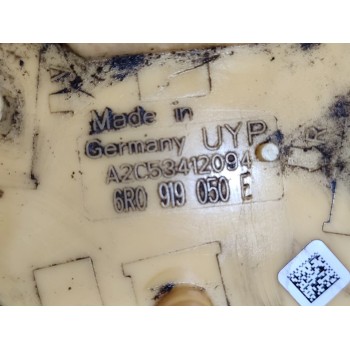 Made in
Germany UYP
A2C53412094
6R0 919 050 E